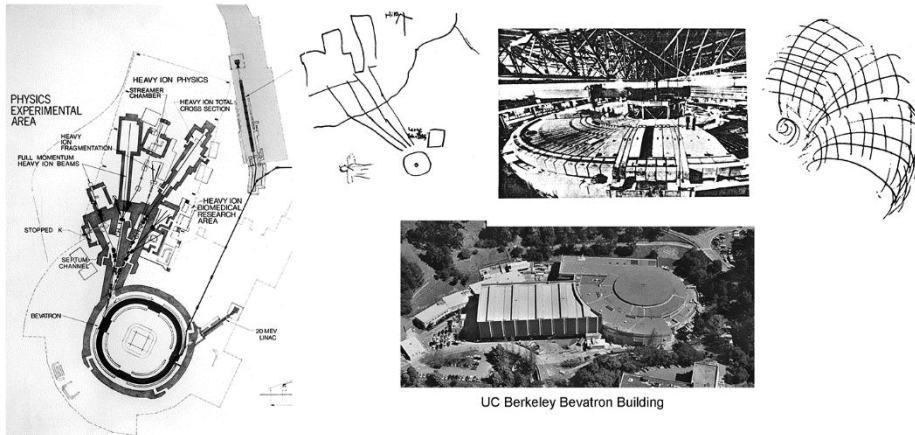 HEAVY ION PHYSICS
STREAMER
CHAMBER
HEAVY ION TOTAL
CROSS SECTION
PHYSICS
EXPERIMENTAL
AREA
HEAVY
ION
FRAGMENTATION
FULL MOMENTUM
HEAVY ION BEAMS
HEAVY ION
BIOMEDICAL
RESEARCH
AREA
STOPPED K
SEPTUM
CHANNEL
BEVATRON
20 MEV
LINAC
UC Berkeley Bevatron Building